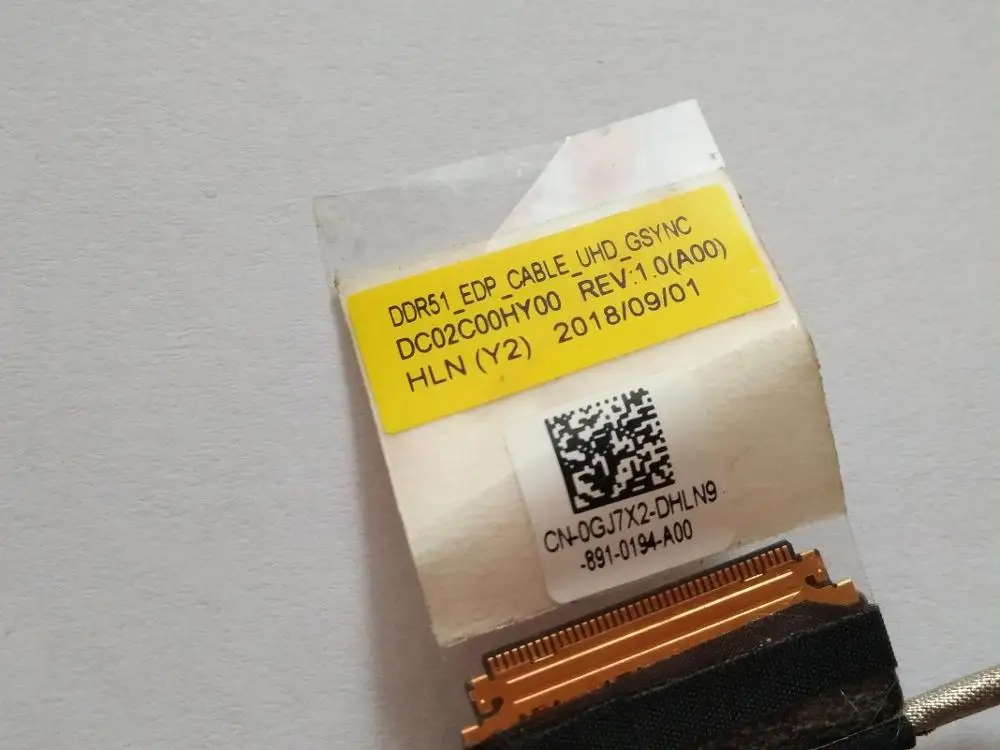 DDR51_EDP_CABLE_UHD_GSYNC
DC02C00HY00 REV:1.0(A00)
HLN (Y2) 2018/09/01
CN-0GJ7X2-DHLN9
-891-0194-A00